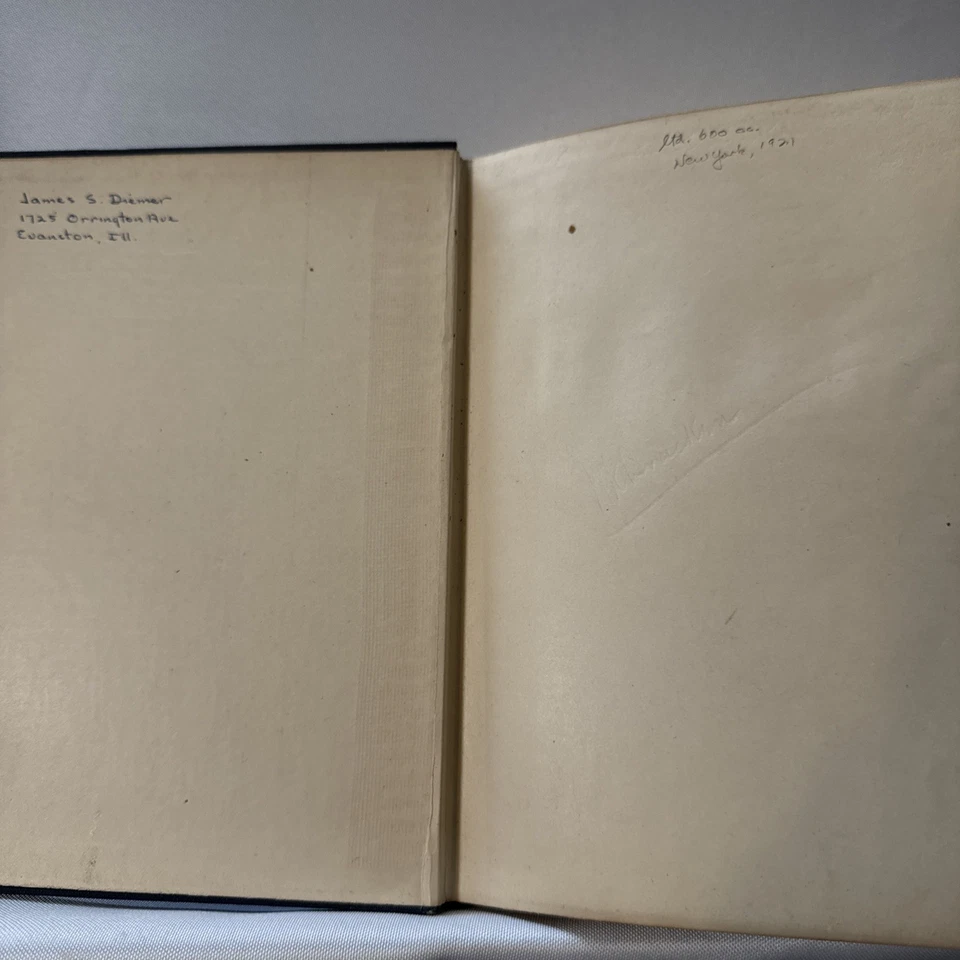 James S. Diemer
1725 Orrington Ave
Evanston, Ill.
ltd. 600 cc.
New York, 1921